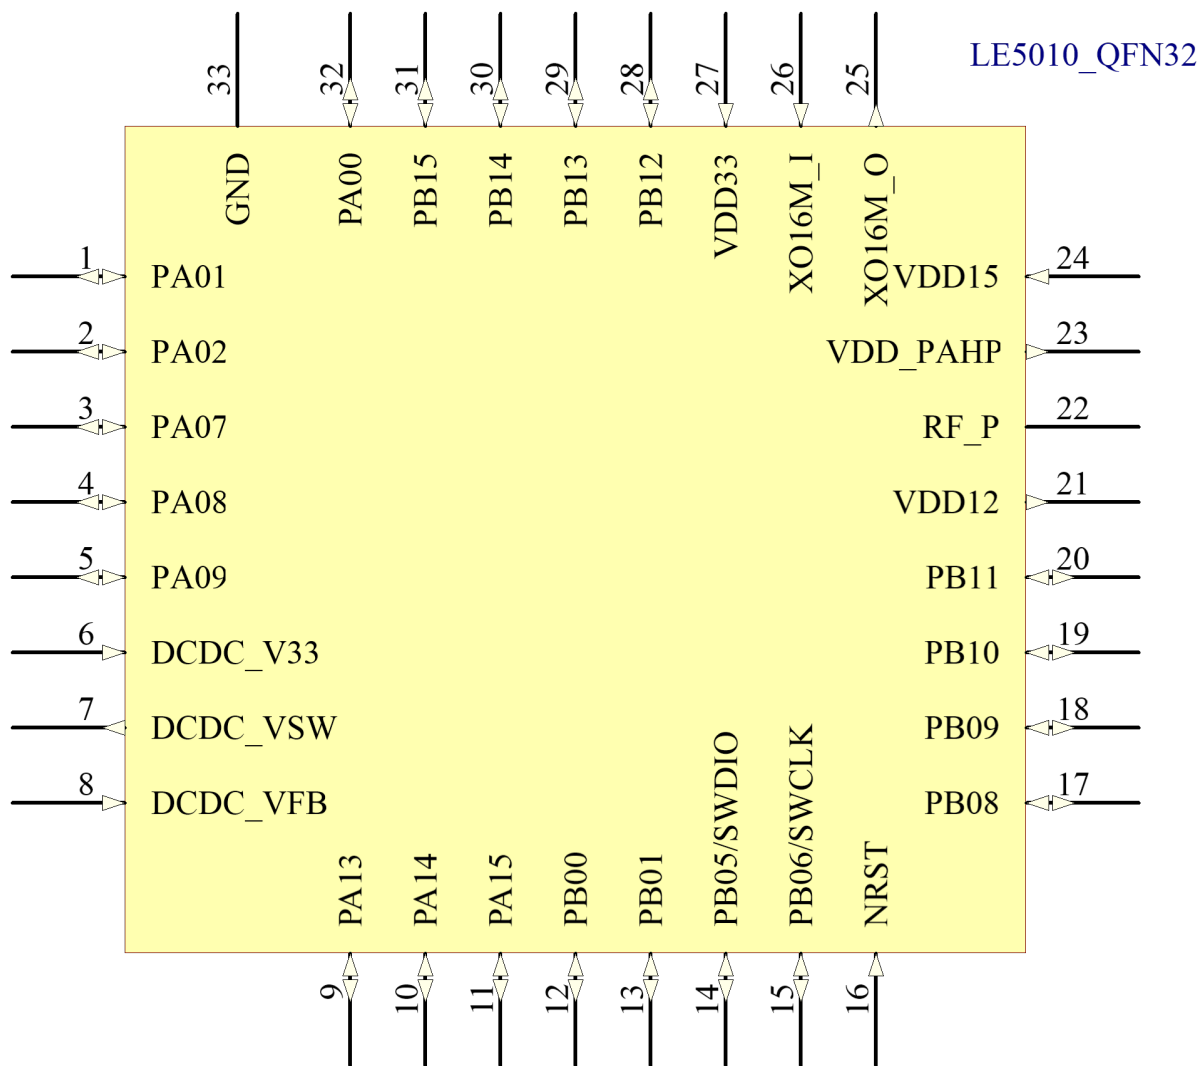 LE5010_QFN32
33
32
31
30
29
28
27
26
25
GND
PA00
PB15
PB14
PB13
PB12
VDD33
XO16M_I
XO16M_O
1 PA01
2 PA02
3 PA07
4 PA08
5 PA09
6 DCDC_V33
7 DCDC_VSW
8 DCDC_VFB
VDD15 24
VDD_PAHP 23
RF_P 22
VDD12 21
PB11 20
PB10 19
PB09 18
PB08 17
PA13
PA14
PA15
PB00
PB01
PB05/SWDIO
PB06/SWCLK
NRST
9
10
11
12
13
14
15
16